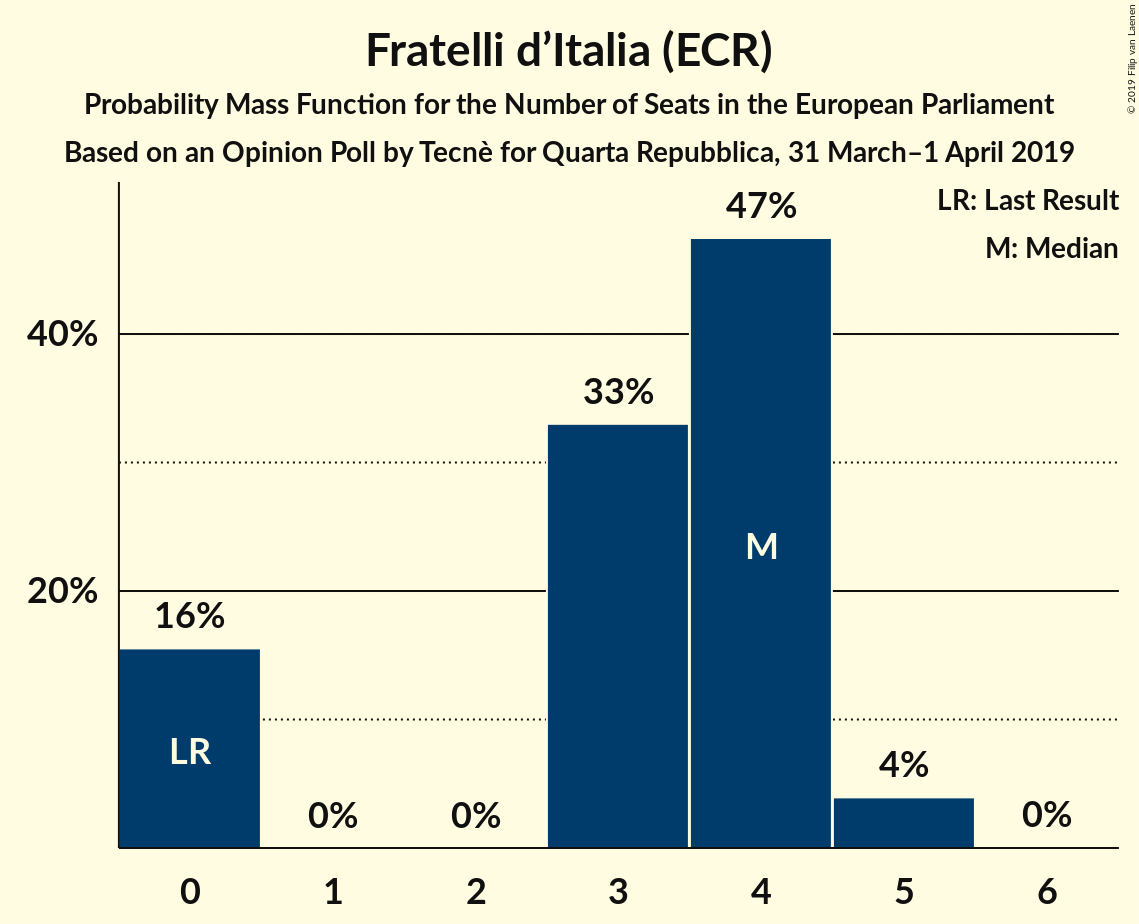 Fratelli d’Italia (ECR)
Probability Mass Function for the Number of Seats in the European Parliament
Based on an Opinion Poll by Tecnè for Quarta Repubblica, 31 March–1 April 2019
© 2019 Filip van Laenen
LR: Last Result
M: Median
47%
40%
33%
M
20%
16%
LR
4%
0%
0%
0%
0
1
2
3
4
5
6